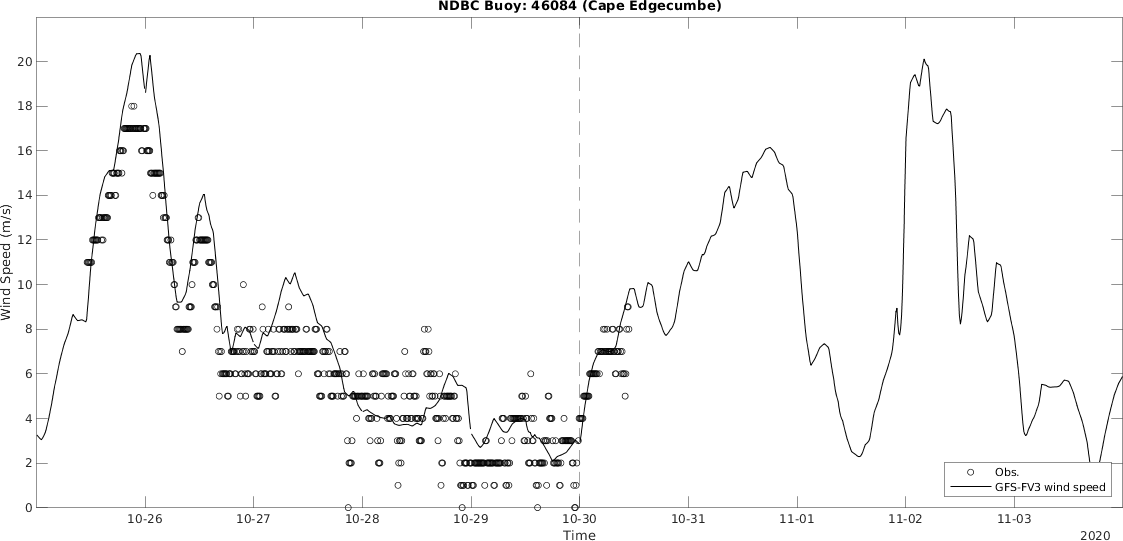 NDBC Buoy: 46084 (Cape Edgecumbe)
Wind Speed (m/s)
20
18
16
14
12
10
8
6
4
2
0
10-26 10-27 10-28 10-29 10-30 10-31 11-01 11-02 11-03
Time
2020
Obs.
GFS-FV3 wind speed